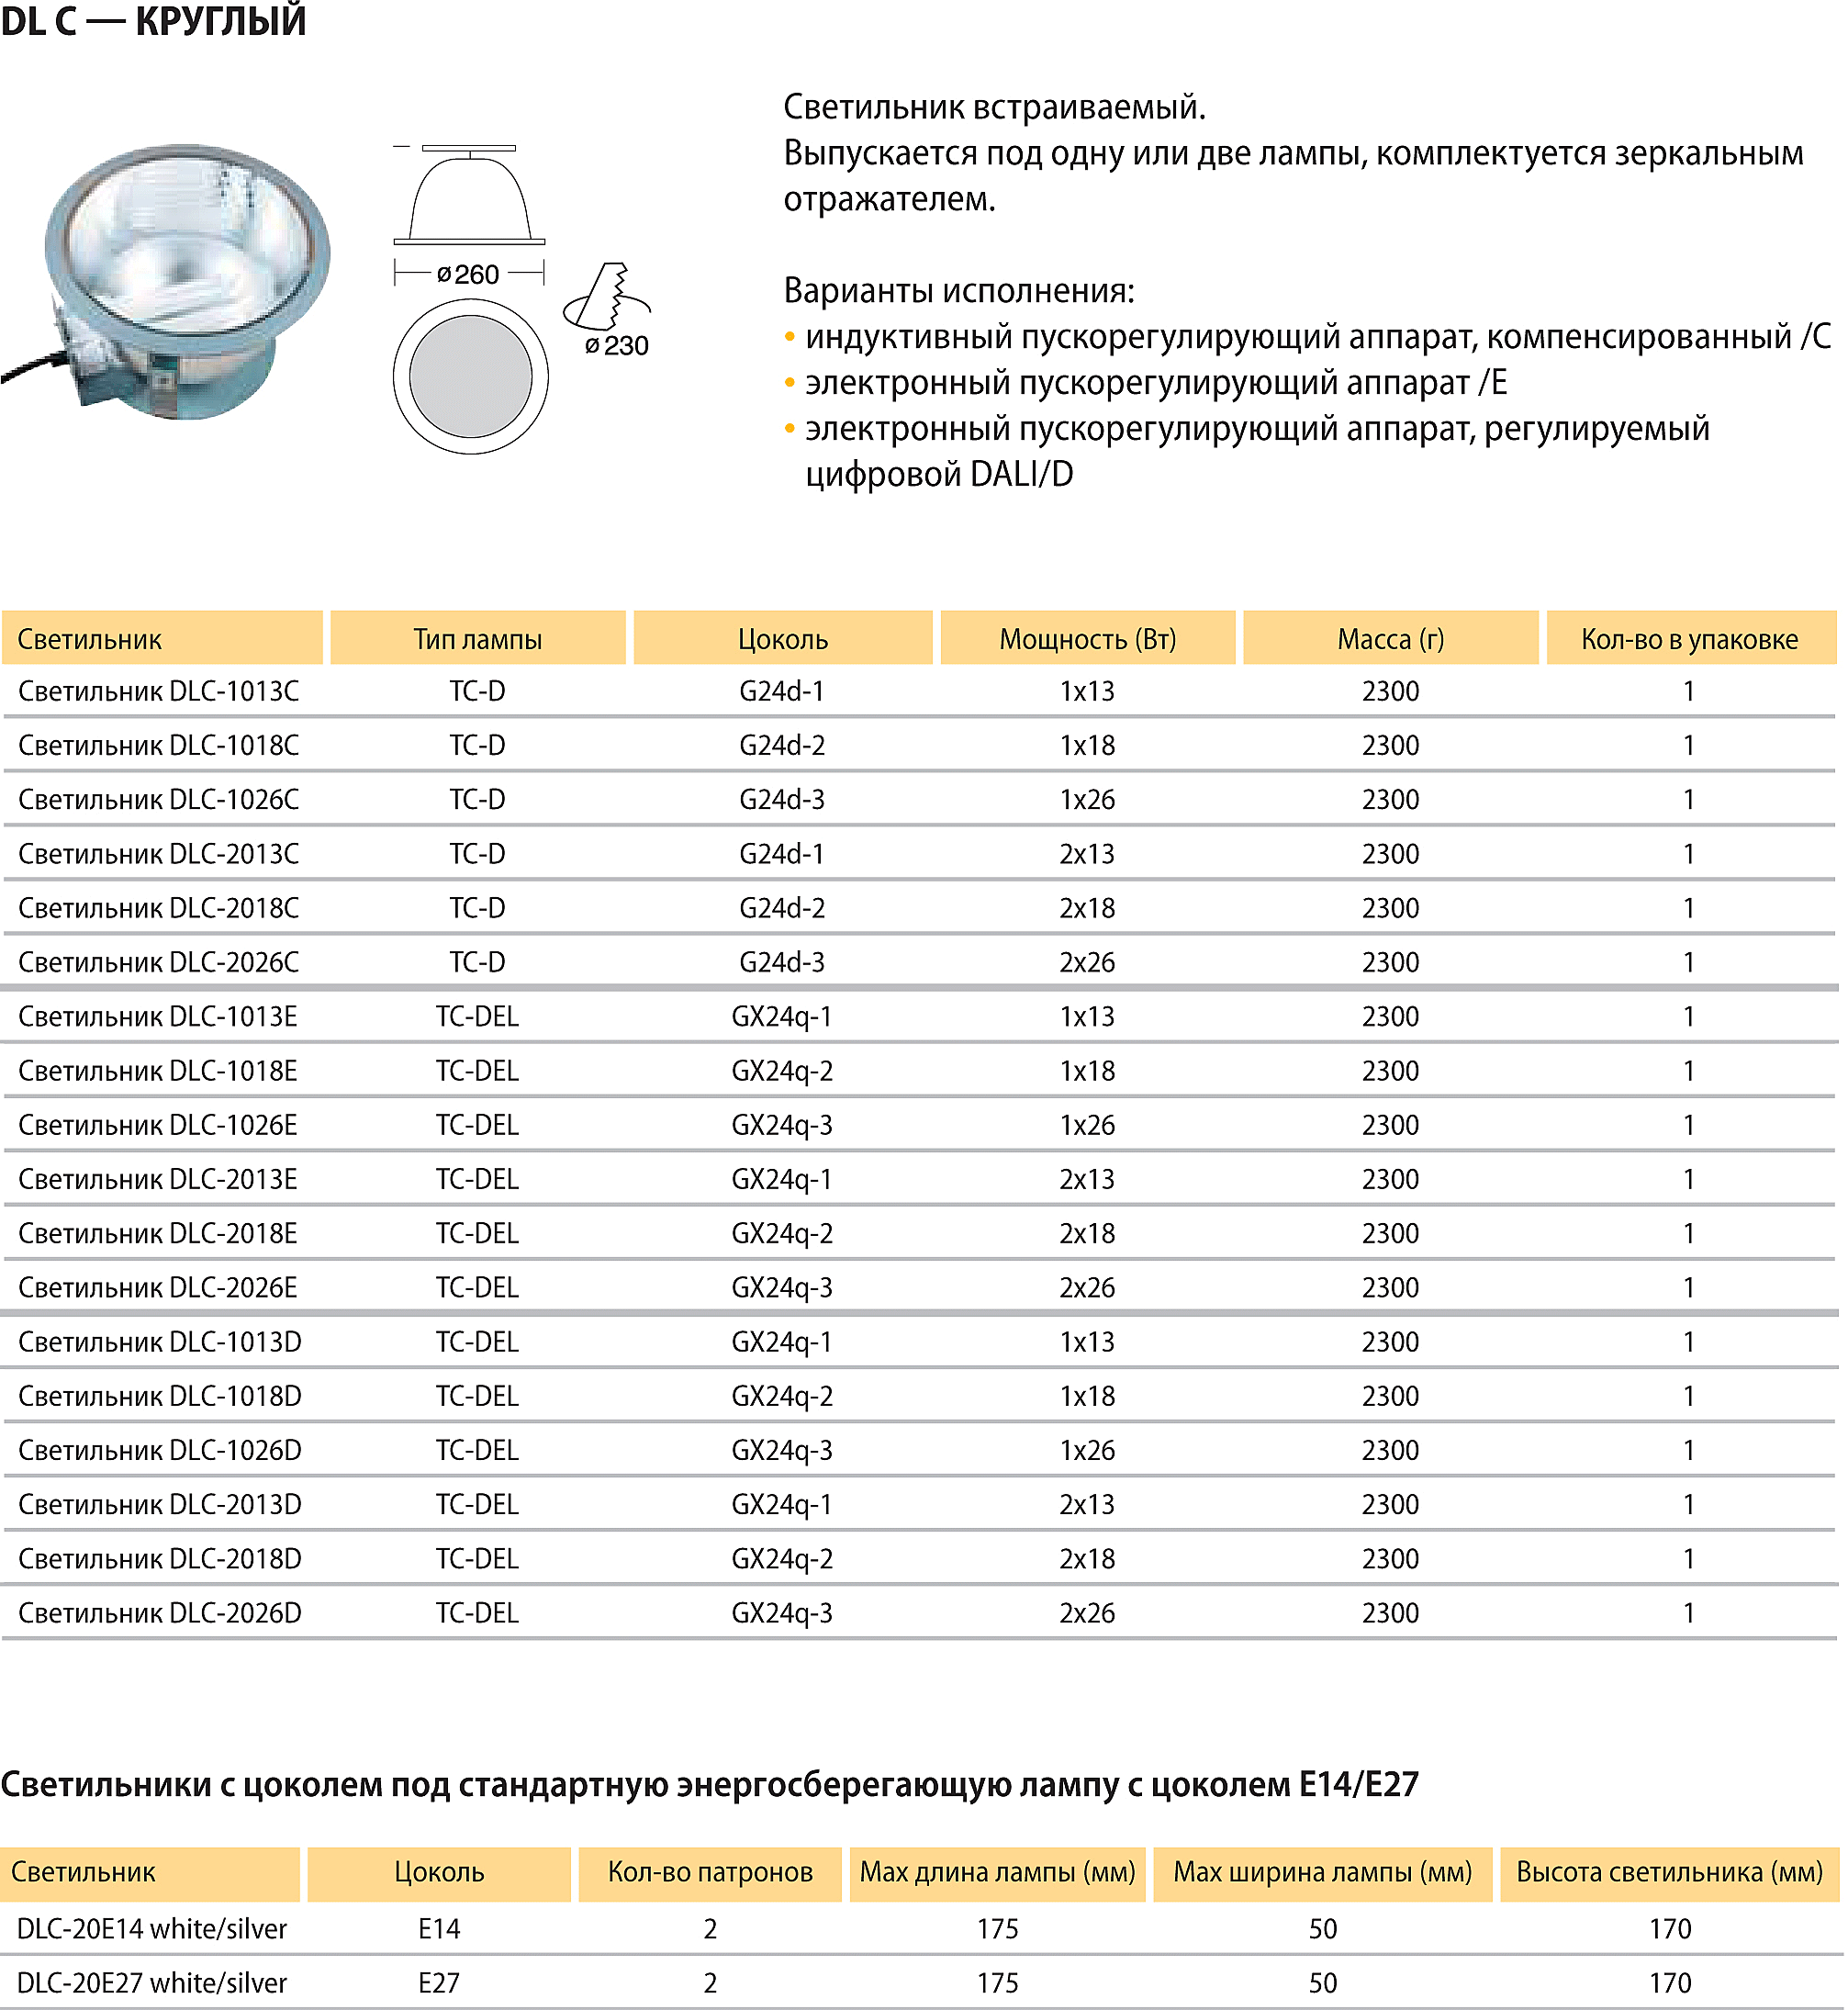 DL C — КРУГЛЫЙ
Светильник встраиваемый.
Выпускается под одну или две лампы, комплектуется зеркальным
отражателем.
Варианты исполнения:
• индуктивный пускорегулирующий аппарат, компенсированный /C
• электронный пускорегулирующий аппарат /E
• электронный пускорегулирующий аппарат, регулируемый
цифровой DALI/D
ø 260
ø 230
Светильник Тип лампы Цоколь Мощность (Вт) Масса (г) Кол-во в упаковке
Светильник DLC-1013C TC-D G24d-1 1x13 2300 1
Светильник DLC-1018C TC-D G24d-2 1x18 2300 1
Светильник DLC-1026C TC-D G24d-3 1x26 2300 1
Светильник DLC-2013C TC-D G24d-1 2x13 2300 1
Светильник DLC-2018C TC-D G24d-2 2x18 2300 1
Светильник DLC-2026C TC-D G24d-3 2x26 2300 1
Светильник DLC-1013E TC-DEL GX24q-1 1x13 2300 1
Светильник DLC-1018E TC-DEL GX24q-2 1x18 2300 1
Светильник DLC-1026E TC-DEL GX24q-3 1x26 2300 1
Светильник DLC-2013E TC-DEL GX24q-1 2x13 2300 1
Светильник DLC-2018E TC-DEL GX24q-2 2x18 2300 1
Светильник DLC-2026E TC-DEL GX24q-3 2x26 2300 1
Светильник DLC-1013D TC-DEL GX24q-1 1x13 2300 1
Светильник DLC-1018D TC-DEL GX24q-2 1x18 2300 1
Светильник DLC-1026D TC-DEL GX24q-3 1x26 2300 1
Светильник DLC-2013D TC-DEL GX24q-1 2x13 2300 1
Светильник DLC-2018D TC-DEL GX24q-2 2x18 2300 1
Светильник DLC-2026D TC-DEL GX24q-3 2x26 2300 1
Светильники с цоколем под стандартную энергосберегающую лампу с цоколем E14/E27
Светильник Цоколь Кол-во патронов Мах длина лампы (мм) Мах ширина лампы (мм) Высота светильника (мм)
DLC-20E14 white/silver E14 2 175 50 170
DLC-20E27 white/silver E27 2 175 50 170